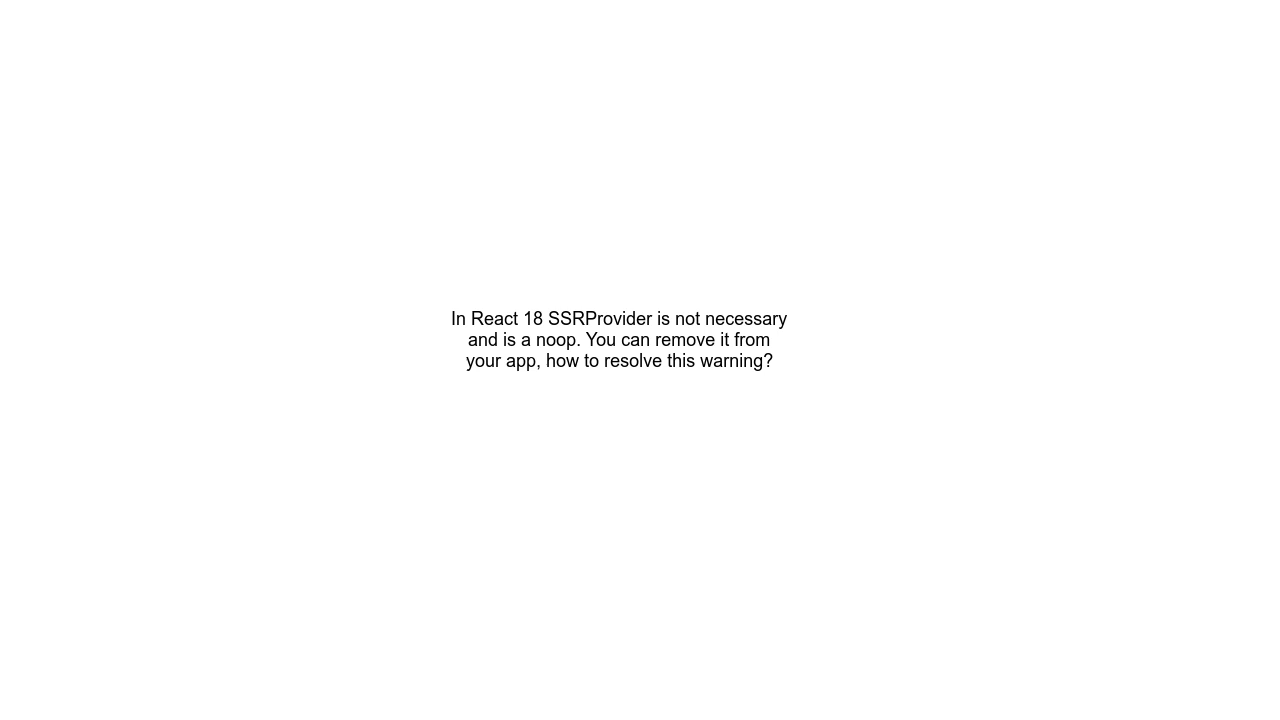 In React 18 SSRProvider is not necessary
and is a noop. You can remove it from
your app, how to resolve this warning?